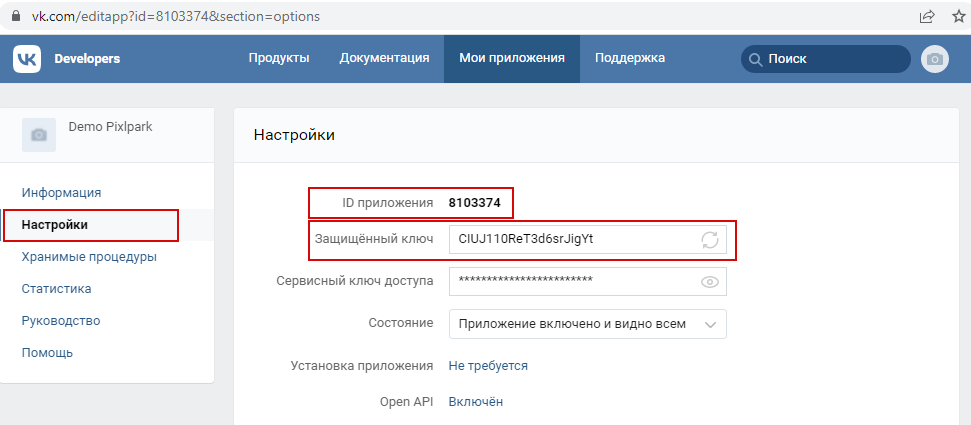 vk.com/editapp?id=8103374&section=options
Developers Продукты Документация Мои приложения Поддержка Поиск
Demo Pixlpark
Информация
Настройки
Хранимые процедуры
Статистика
Руководство
Помощь
Настройки
ID приложения 8103374
Защищённый ключ CIUJ110ReT3d6srJigYt
Сервисный ключ доступа ************************
Состояние Приложение включено и видно всем
Установка приложения Не требуется
Open API Включён